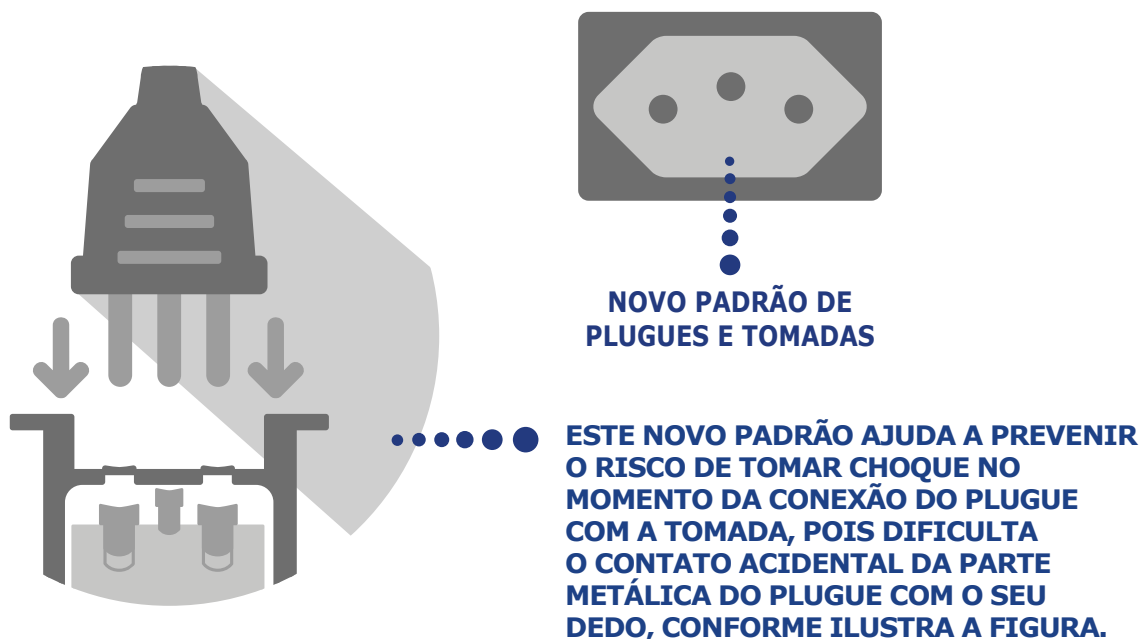 NOVO PADRÃO DE
PLUGUES E TOMADAS
ESTE NOVO PADRÃO AJUDA A PREVENIR
O RISCO DE TOMAR CHOQUE NO
MOMENTO DA CONEXÃO DO PLUGUE
COM A TOMADA, POIS DIFICULTA
O CONTATO ACIDENTAL DA PARTE
METÁLICA DO PLUGUE COM O SEU
DEDO, CONFORME ILUSTRA A FIGURA.